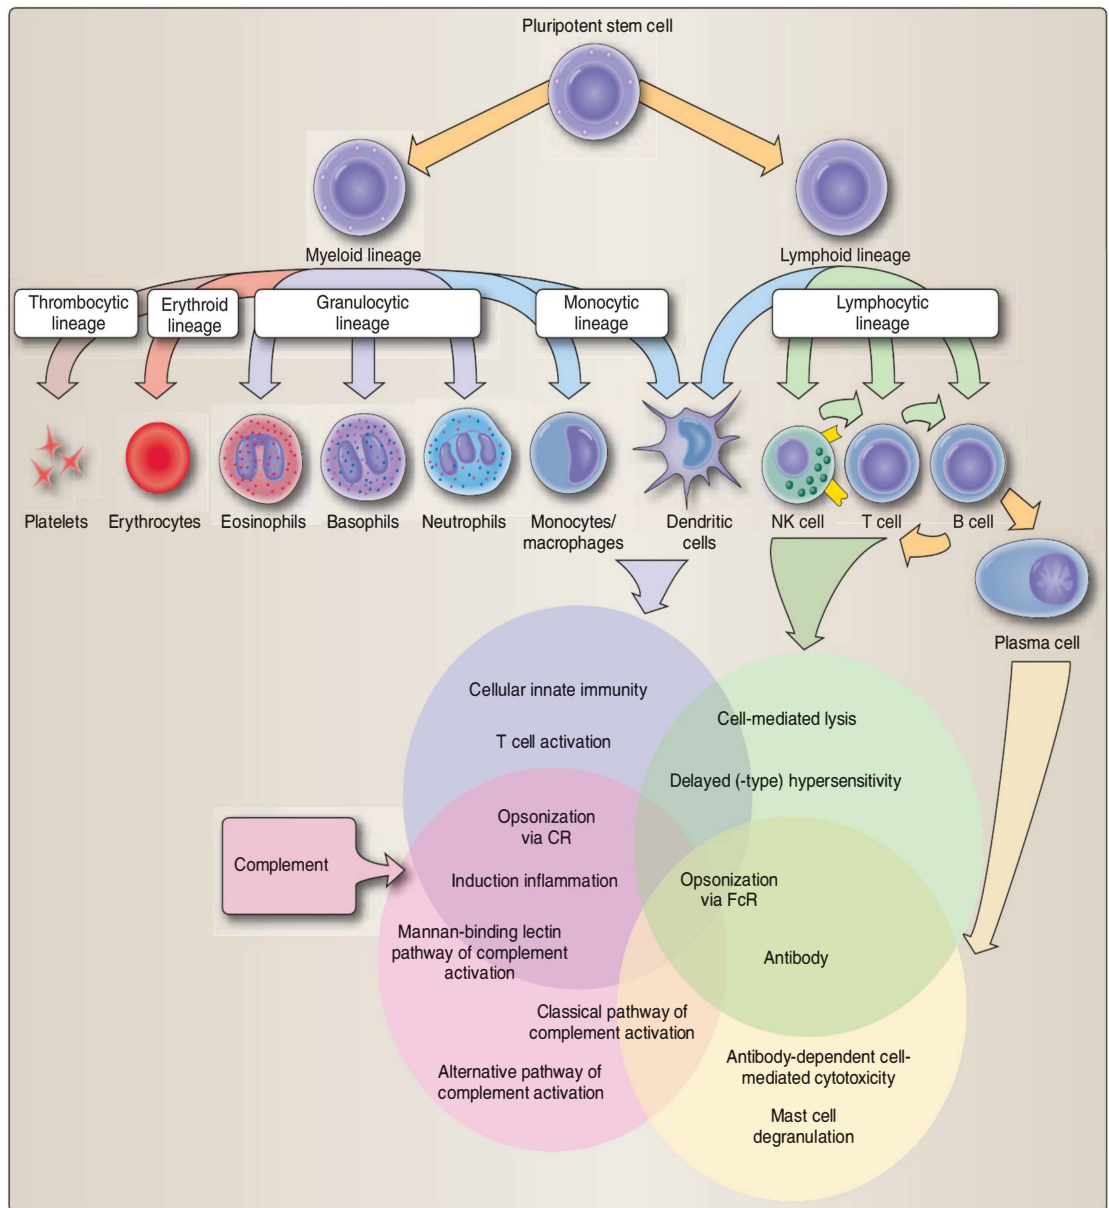 Pluripotent stem cell
Myeloid lineage
Lymphoid lineage
Thrombocytic
lineage
Erythroid
lineage
Granulocytic
lineage
Monocytic
lineage
Lymphocytic
lineage
Platelets
Erythrocytes
Eosinophils
Basophils
Neutrophils
Monocytes/
macrophages
Dendritic
cells
NK cell
T cell
B cell
Plasma cell
Cellular innate immunity
T cell activation
Cell-mediated lysis
Delayed (-type) hypersensitivity
Opsonization
via CR
Complement
Induction inflammation
Opsonization
via FcR
Mannan-binding lectin
pathway of complement
activation
Antibody
Classical pathway of
complement activation
Alternative pathway of
complement activation
Antibody-dependent cell-
mediated cytotoxicity
Mast cell
degranulation